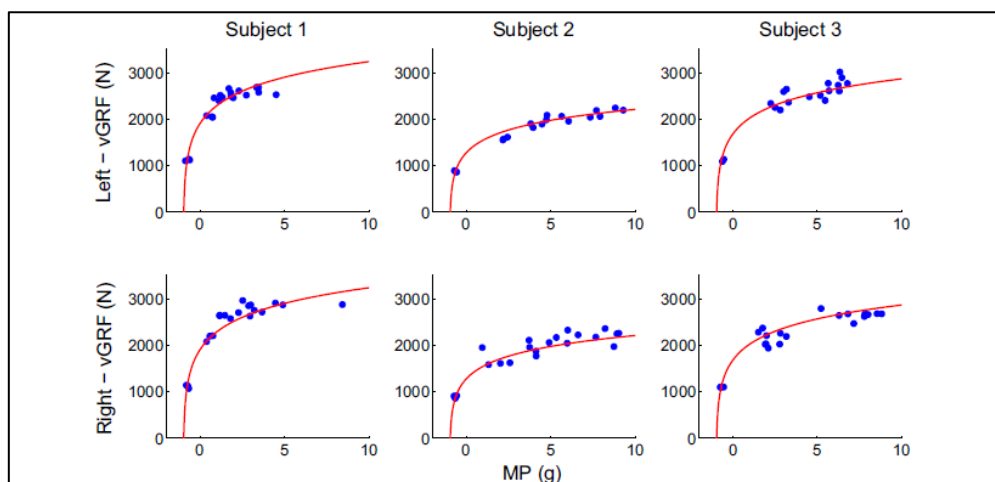 Subject 1 Subject 2 Subject 3
Left − vGRF (N)
3000 3000 3000
2000 2000 2000
1000 1000 1000
0 0 0
0 5 10 0 5 10 0 5 10
Right − vGRF (N)
3000 3000 3000
2000 2000 2000
1000 1000 1000
0 0 0
0 5 10 0 5 10 0 5 10
MP (g)